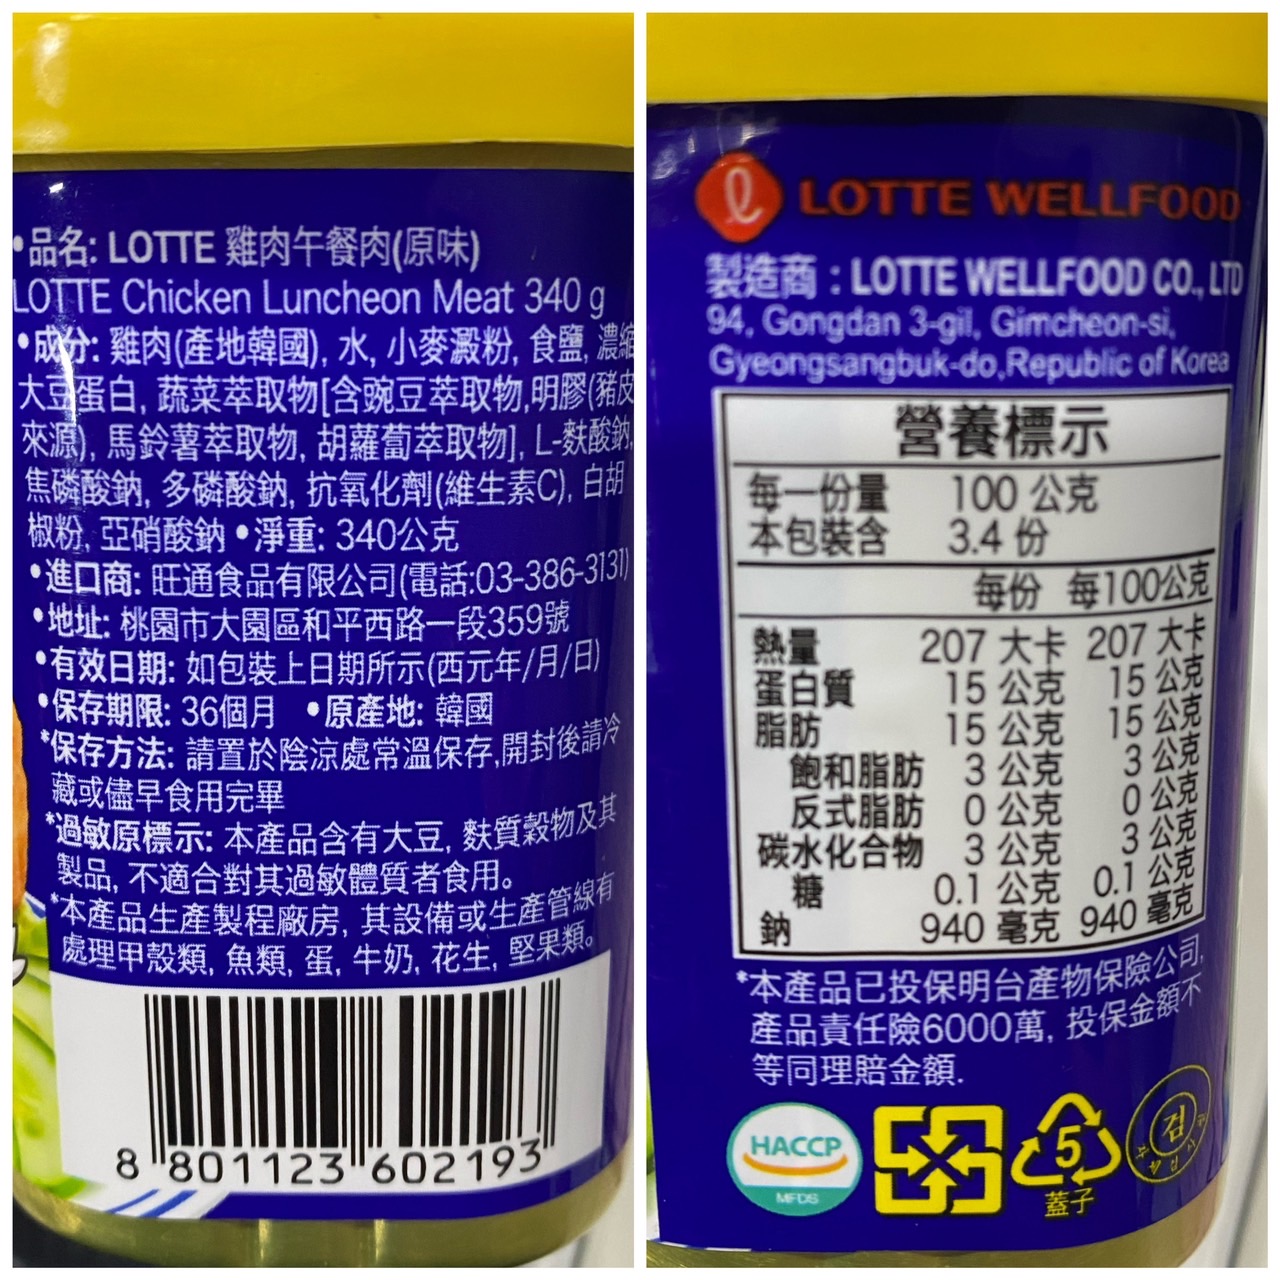 •品名: LOTTE 雞肉午餐肉(原味)
LOTTE Chicken Luncheon Meat 340 g
•成分: 雞肉(產地韓國), 水, 小麥澱粉, 食鹽, 濃縮
大豆蛋白, 蔬菜萃取物[含豌豆萃取物,明膠(豬皮
來源), 馬鈴薯萃取物, 胡蘿蔔萃取物], L-麩酸鈉,
焦磷酸鈉, 多磷酸鈉, 抗氧化劑(維生素C), 白胡
椒粉, 亞硝酸鈉 •淨重: 340公克
•進口商: 旺通食品有限公司(電話:03-386-3131)
•地址: 桃園市大園區和平西路一段359號
•有效日期: 如包裝上日期所示(西元年/月/日)
•保存期限: 36個月 •原產地: 韓國
*保存方法: 請置於陰涼處常溫保存,開封後請冷
藏或儘早食用完畢
*過敏原標示: 本產品含有大豆, 麩質穀物及其
製品, 不適合對其過敏體質者食用。
*本產品生產製程廠房, 其設備或生產管線有
處理甲殼類, 魚類, 蛋, 牛奶, 花生, 堅果類。
8 801123 602193
LOTTE WELLFOOD
製造商 : LOTTE WELLFOOD CO., LTD
94, Gongdan 3-gil, Gimcheon-si,
Gyeongsangbuk-do,Republic of Korea
營養標示
每一份量 100 公克
本包裝含 3.4 份
每份 每100公克
熱量 207 大卡 207 大卡
蛋白質 15 公克 15 公克
脂肪 15 公克 15 公克
飽和脂肪 3 公克 3 公克
反式脂肪 0 公克 0 公克
碳水化合物 3 公克 3 公克
糖 0.1 公克 0.1 公克
鈉 940 毫克 940 毫克
*本產品已投保明台產物保險公司,
產品責任險6000萬, 投保金額不
等同理賠金額.
HACCP
MFDS
5
蓋子
검